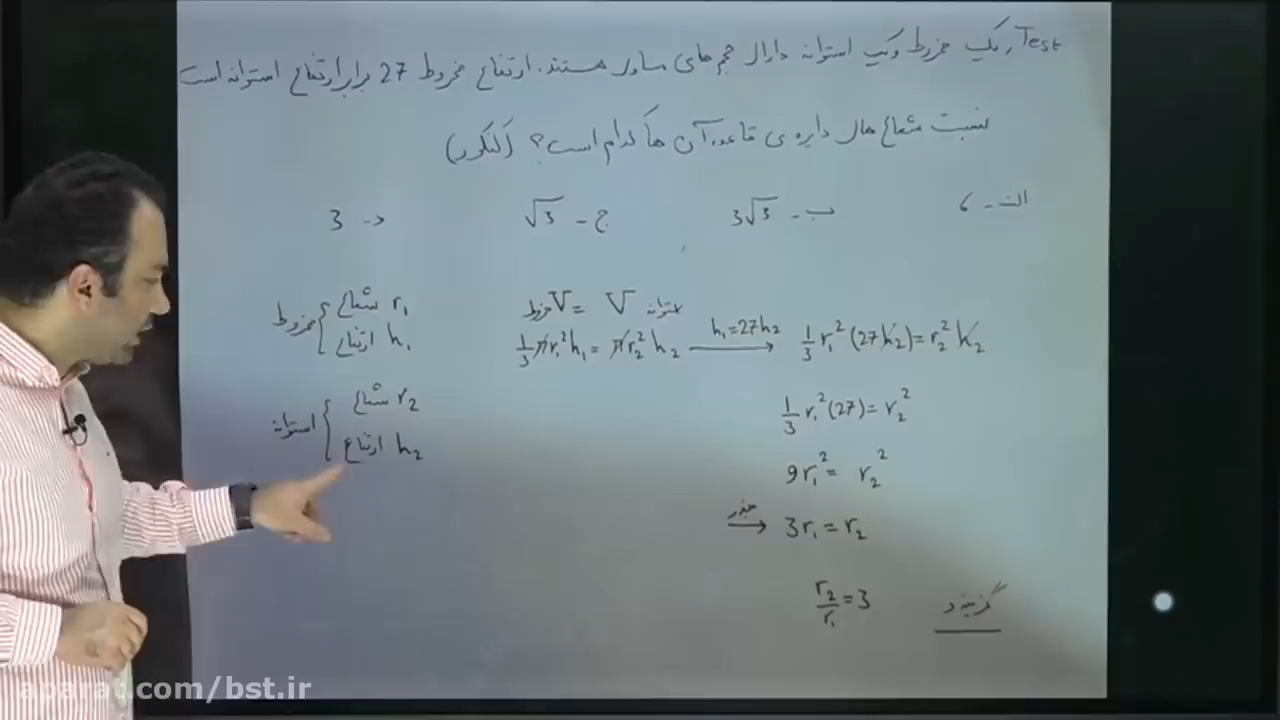 Test, یک مخروط و یک استوانه دارای حجم های مساوی هستند. ارتفاع مخروط 27 برابر ارتفاع استوانه است
نسبت شعاع های دایره ی قاعده آن ها کدام است؟ (کنکور)
الف - 6 ب - 3√3 ج - √3 د - 3
مخروط { شعاع r₁
ارتفاع h₁
استوانه { شعاع r₂
ارتفاع h₂
V مخروط = V استوانه
1/3 πr₁²h₁ = πr₂²h₂ h₁=27h₂ → 1/3 r₁²(27h₂) = r₂²h₂
1/3 r₁²(27) = r₂²
9r₁² = r₂²
جذر → 3r₁ = r₂
r₂/r₁ = 3 گزینه د
aparat.com/bst.ir